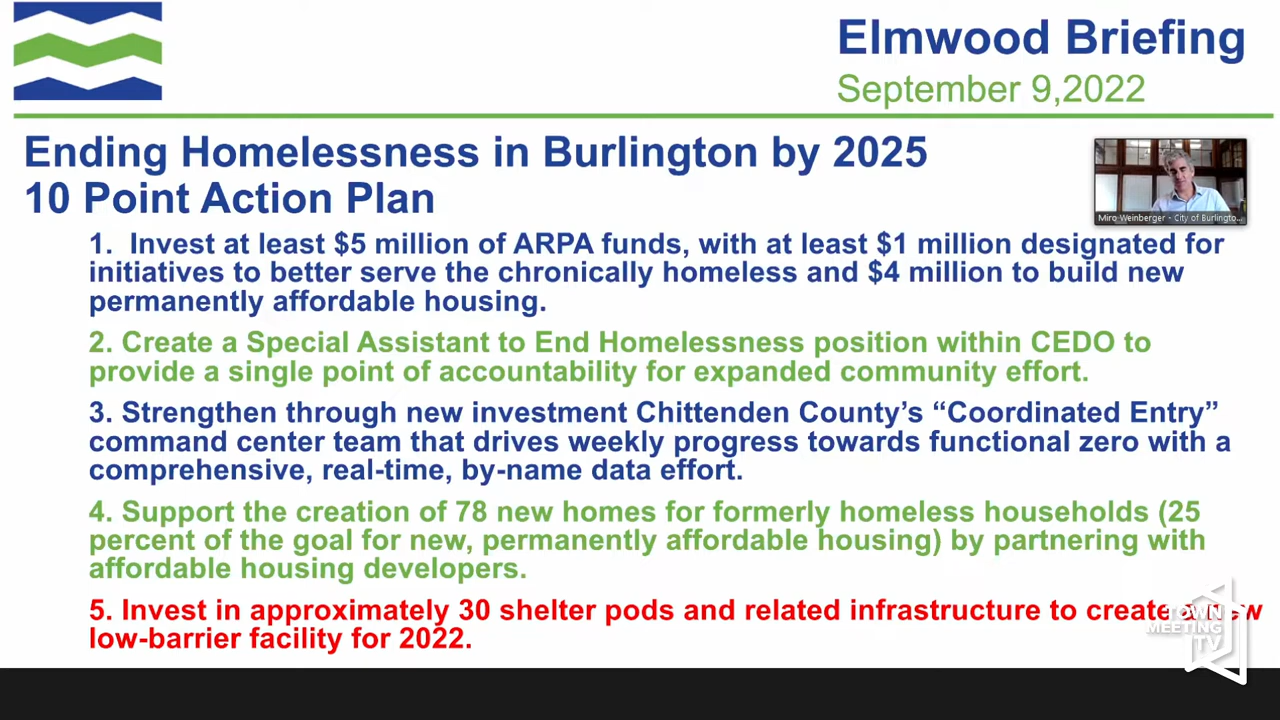 Elmwood Briefing
September 9,2022
Ending Homelessness in Burlington by 2025
10 Point Action Plan
Miro Weinberger - City of Burlingto...
1. Invest at least $5 million of ARPA funds, with at least $1 million designated for
initiatives to better serve the chronically homeless and $4 million to build new
permanently affordable housing.
2. Create a Special Assistant to End Homelessness position within CEDO to
provide a single point of accountability for expanded community effort.
3. Strengthen through new investment Chittenden County’s “Coordinated Entry”
command center team that drives weekly progress towards functional zero with a
comprehensive, real-time, by-name data effort.
4. Support the creation of 78 new homes for formerly homeless households (25
percent of the goal for new, permanently affordable housing) by partnering with
affordable housing developers.
5. Invest in approximately 30 shelter pods and related infrastructure to create a new
low-barrier facility for 2022.
TOWN
MEETING
TV